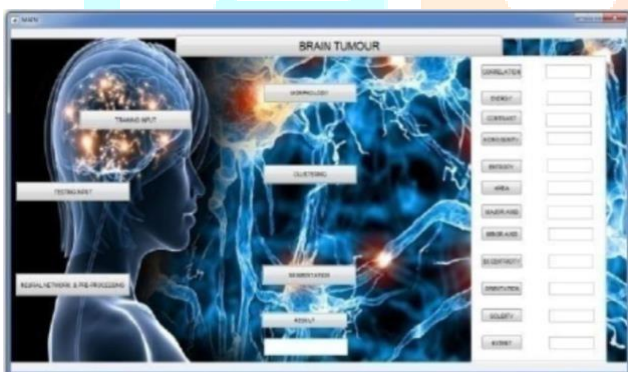 MAIN
BRAIN TUMOUR
TRAINING INPUT
TESTING INPUT
NEURAL NETWORK & PRE-PROCESSING
MORPHOLOGY
CLUSTERING
SEGMENTATION
RESULT
CORRELATION
ENERGY
CONTRAST
HOMOGENITY
ENTROPY
AREA
MAJOR AXIS
MINOR AXIS
ECCENTRICITY
ORIENTATION
SOLIDITY
EXTENT